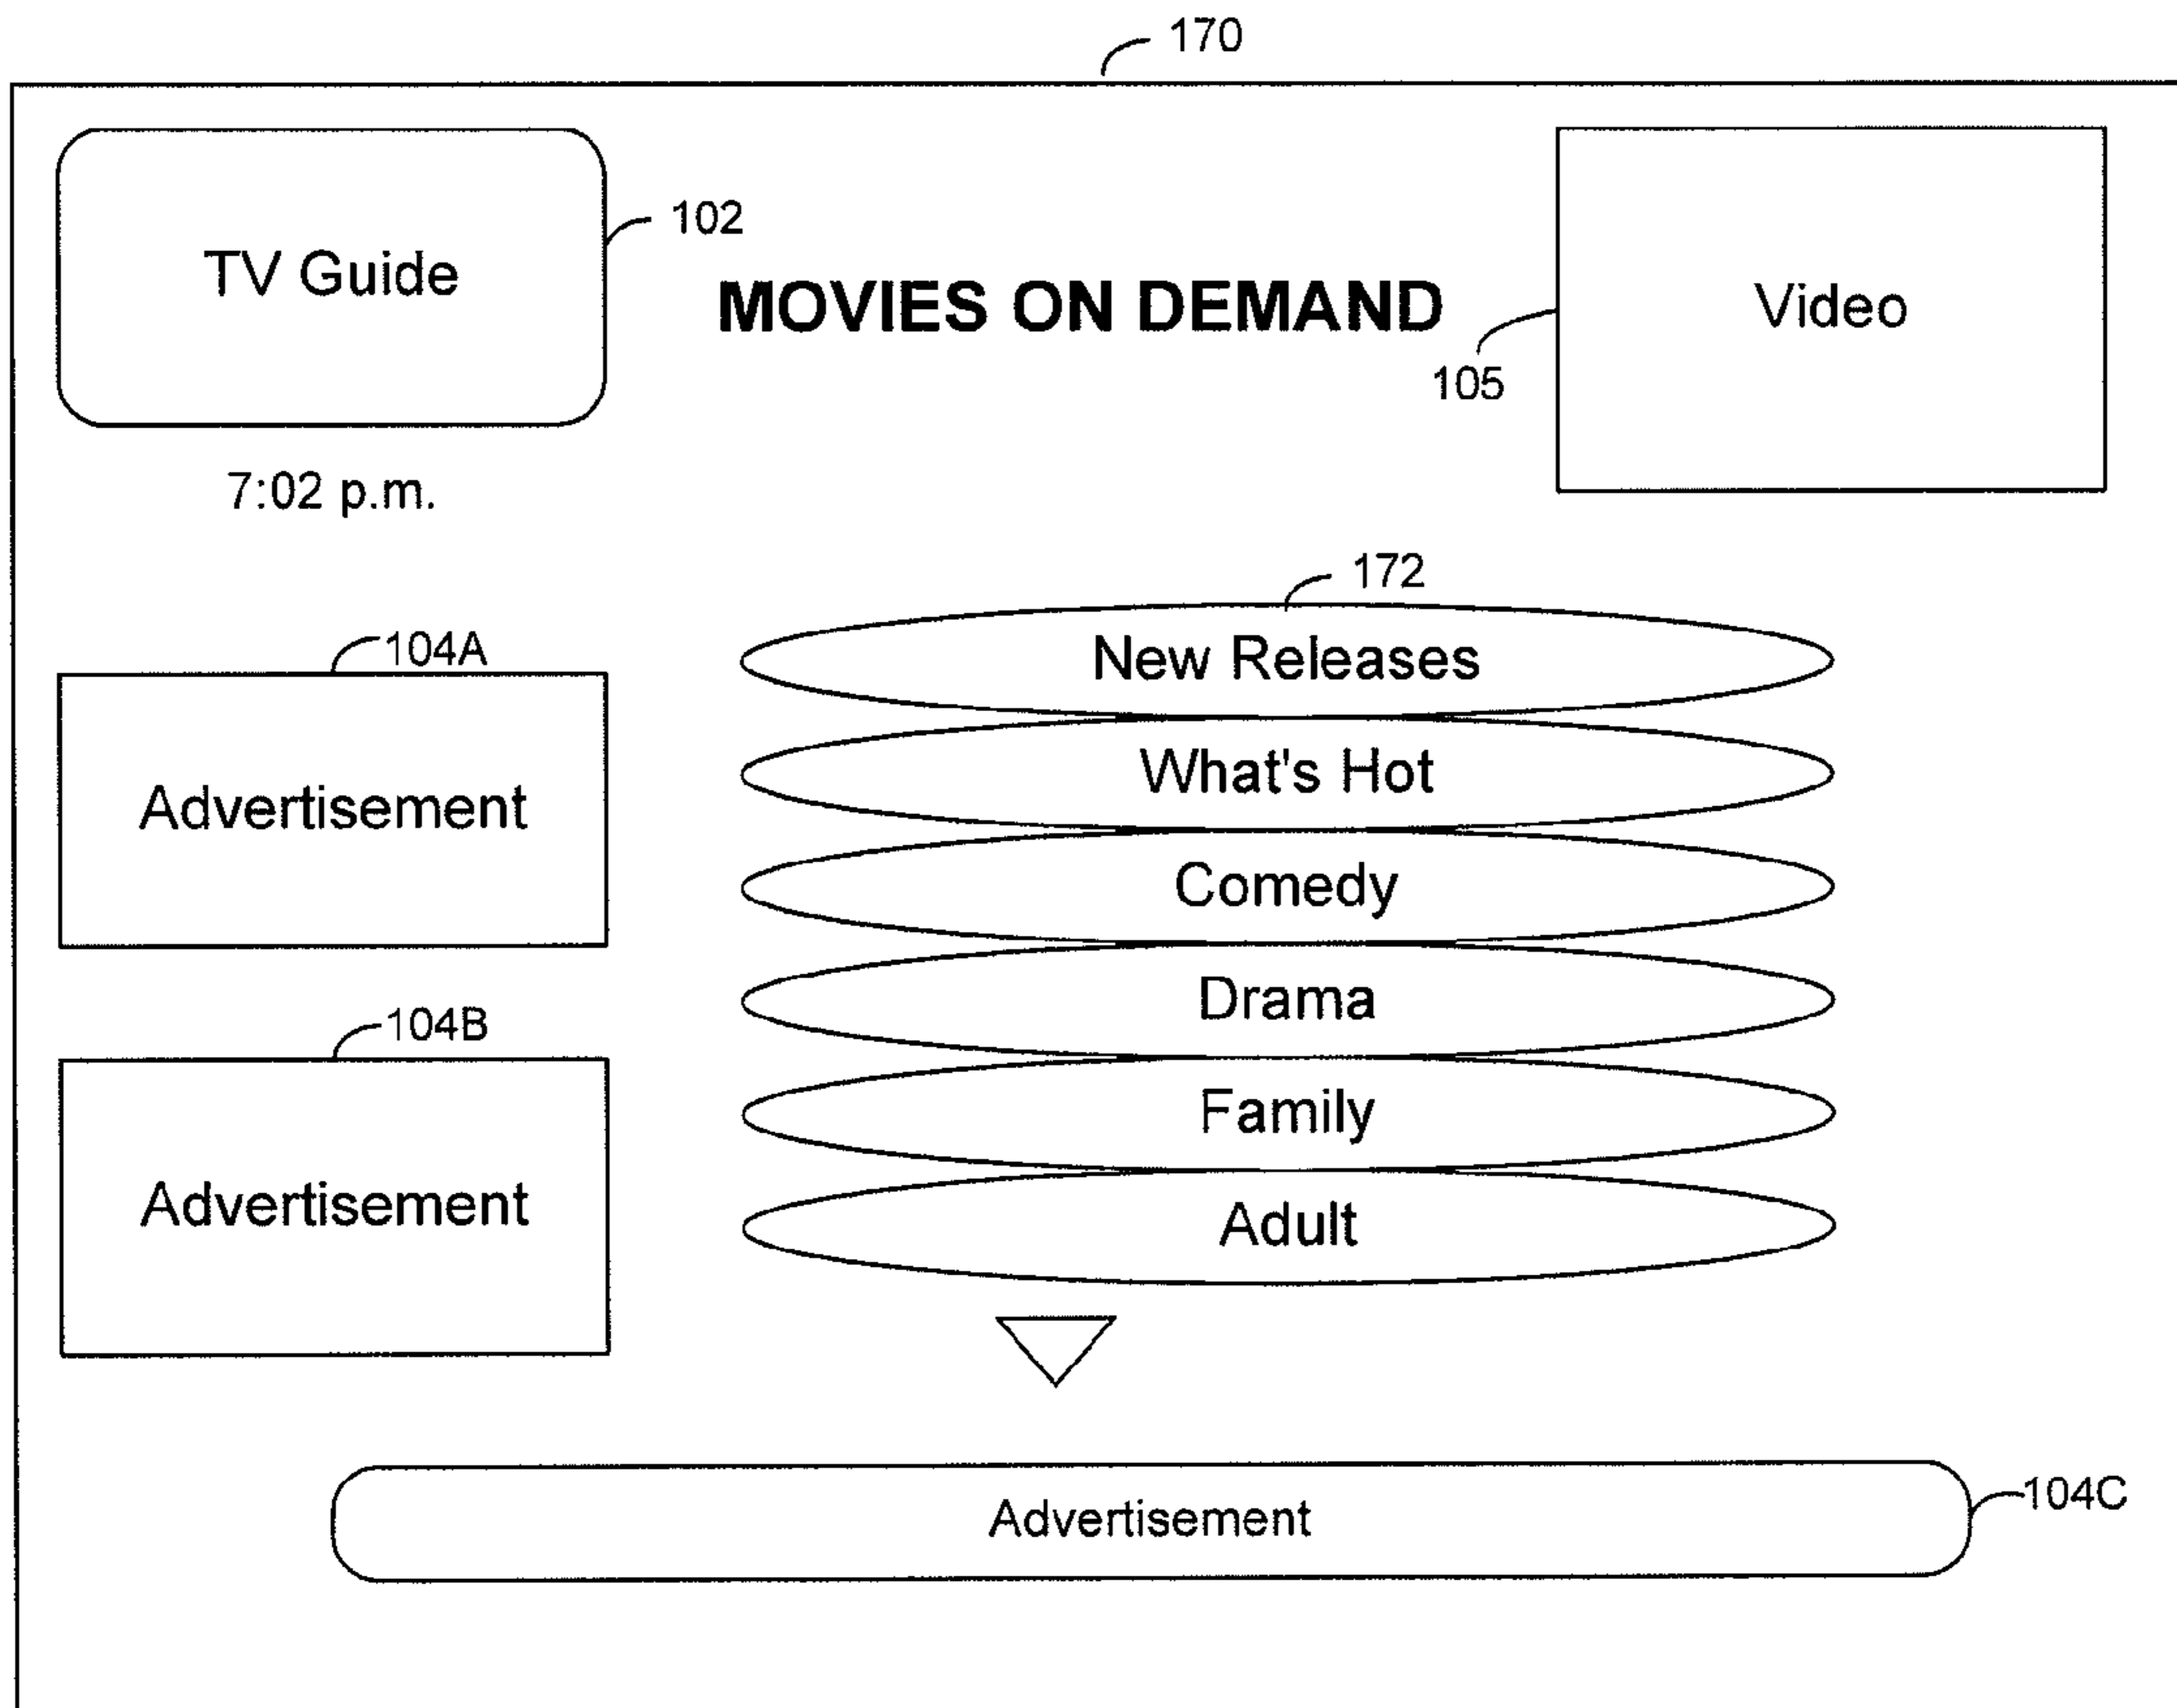 170
TV Guide
102
MOVIES ON DEMAND
Video
105
7:02 p.m.
172
New Releases
What's Hot
Comedy
Drama
Family
Adult
104A
Advertisement
104B
Advertisement
Advertisement
104C